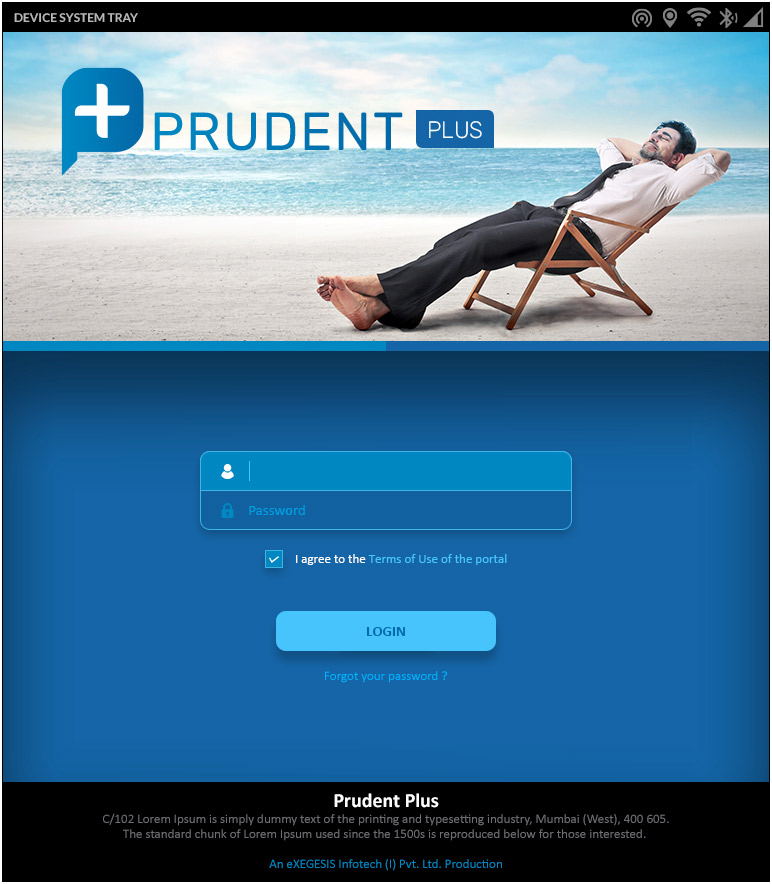 DEVICE SYSTEM TRAY
PRUDENT PLUS
Password
I agree to the Terms of Use of the portal
LOGIN
Forgot your password ?
Prudent Plus
C/102 Lorem Ipsum is simply dummy text of the printing and typesetting industry, Mumbai (West), 400 605.
The standard chunk of Lorem Ipsum used since the 1500s is reproduced below for those interested.
An eXEGESIS Infotech (I) Pvt. Ltd. Production